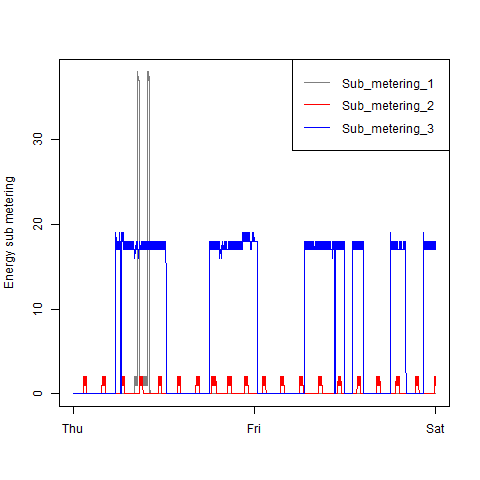 Sub_metering_1
Sub_metering_2
Sub_metering_3
Energy sub metering
30
20
10
0
Thu
Fri
Sat